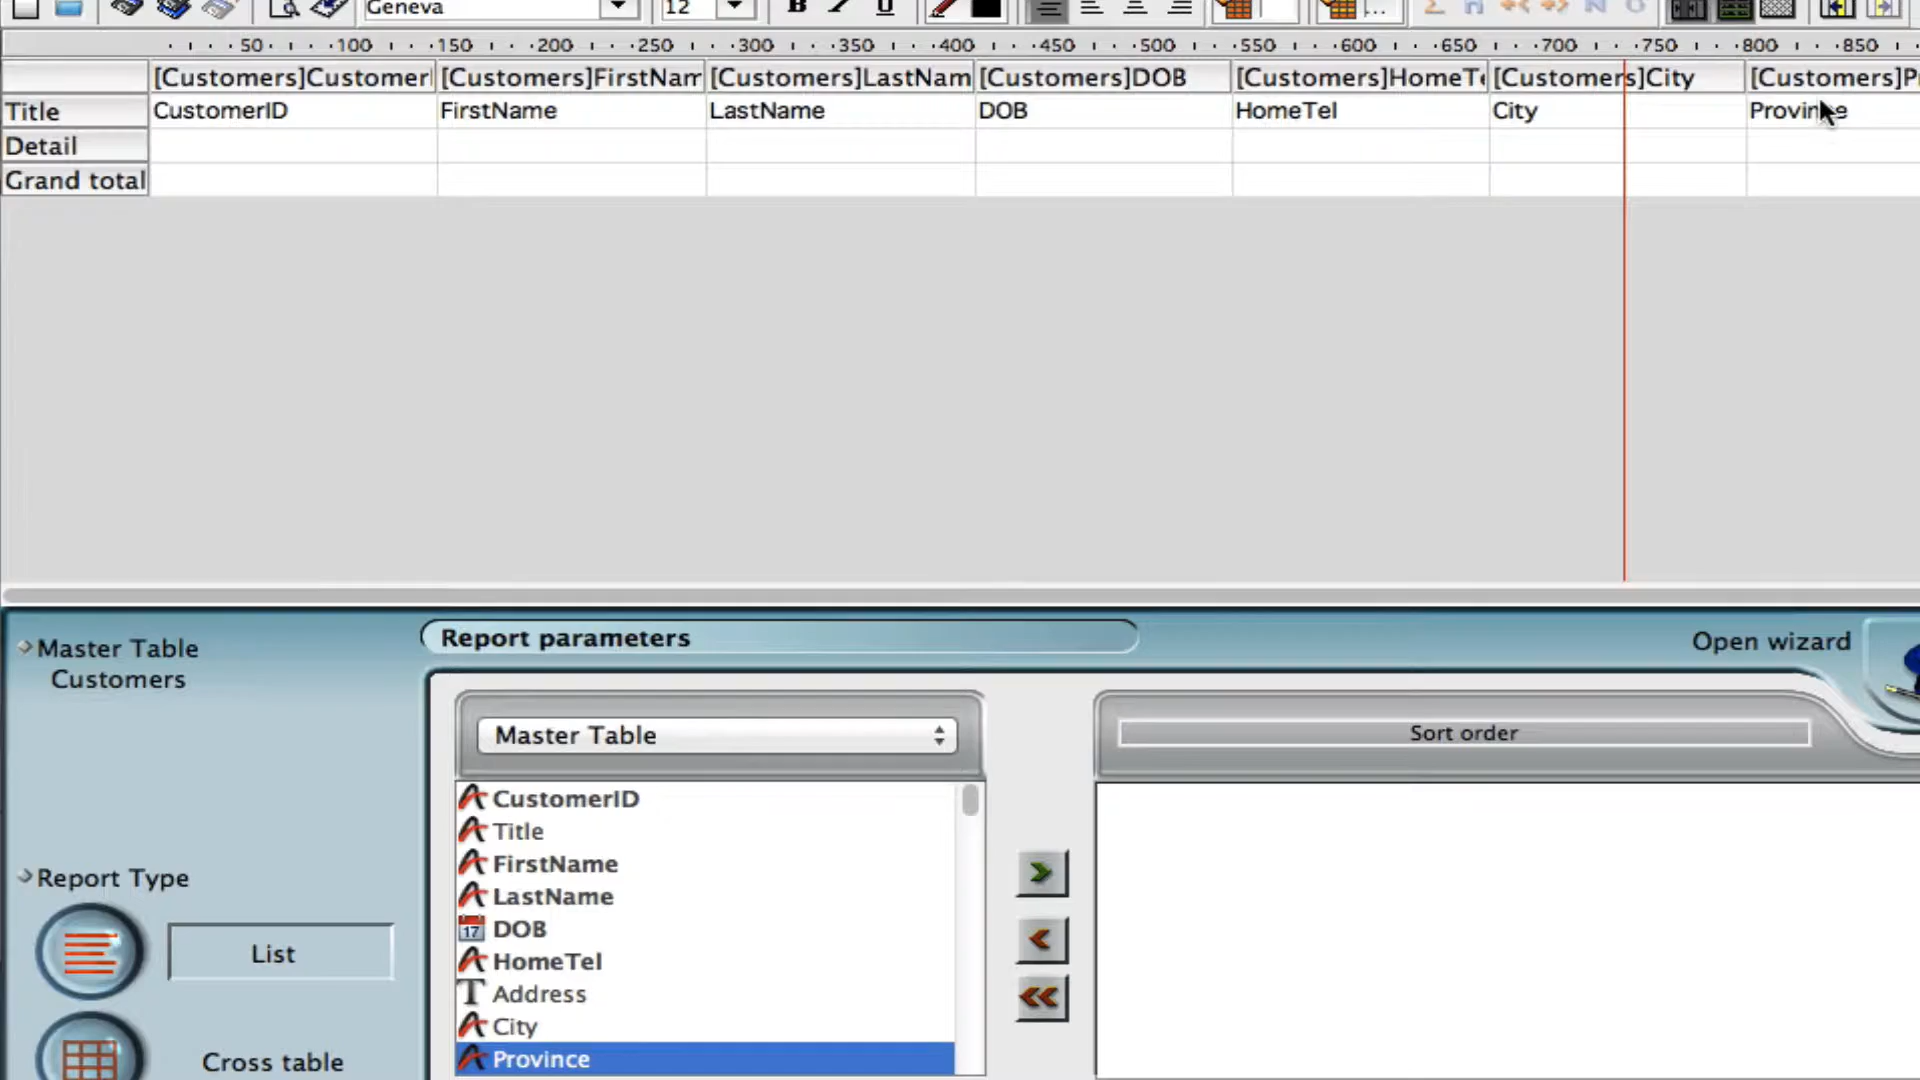 Geneva 12 B U Σ N
50 100 150 200 250 300 350 400 450 500 550 600 650 700 750 800 850
[Customers]CustomerI [Customers]FirstNam [Customers]LastNam [Customers]DOB [Customers]HomeTe [Customers]City [Customers]Pr
Title CustomerID FirstName LastName DOB HomeTel City Province
Detail
Grand total
Master Table
Customers
Report parameters
Open wizard
Master Table
Sort order
CustomerID
Title
FirstName
LastName
17 DOB
HomeTel
Address
City
Province
Report Type
List
Cross table